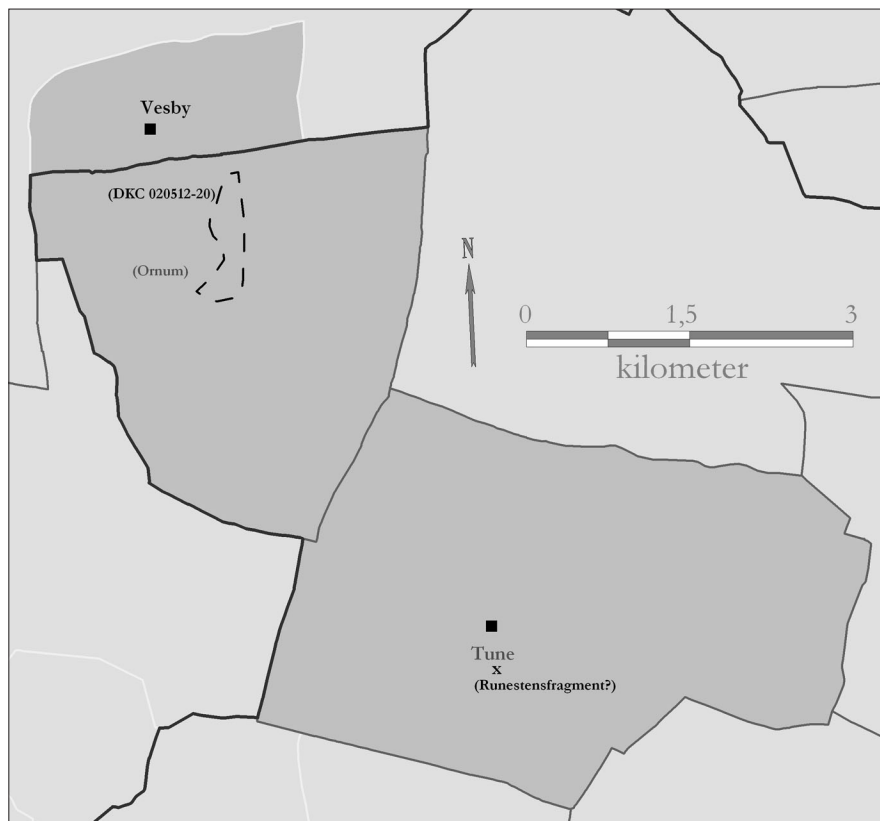 Vesby
(DKC 020512-20)
(Ornum)
N
0 1,5 3
kilometer
Tune
x
(Runestensfragment?)